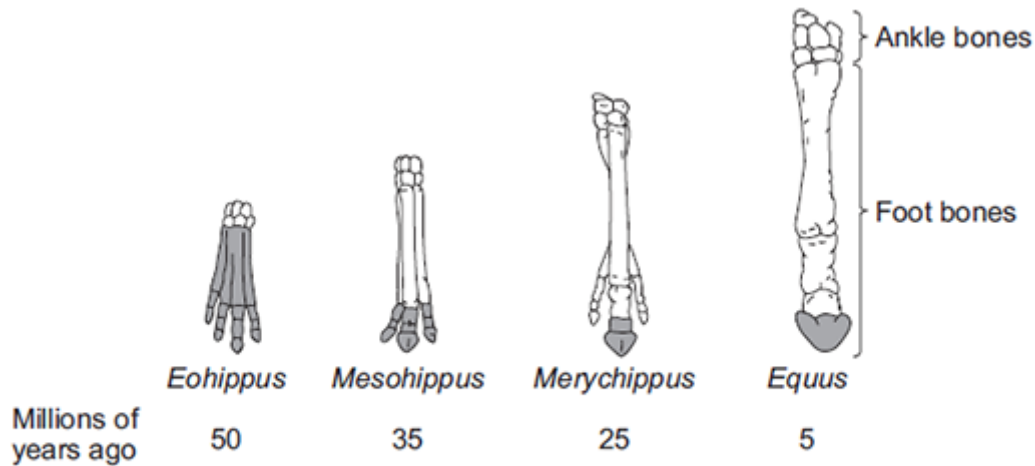 Ankle bones
Foot bones
Eohippus Mesohippus Merychippus Equus
Millions of
years ago 50 35 25 5